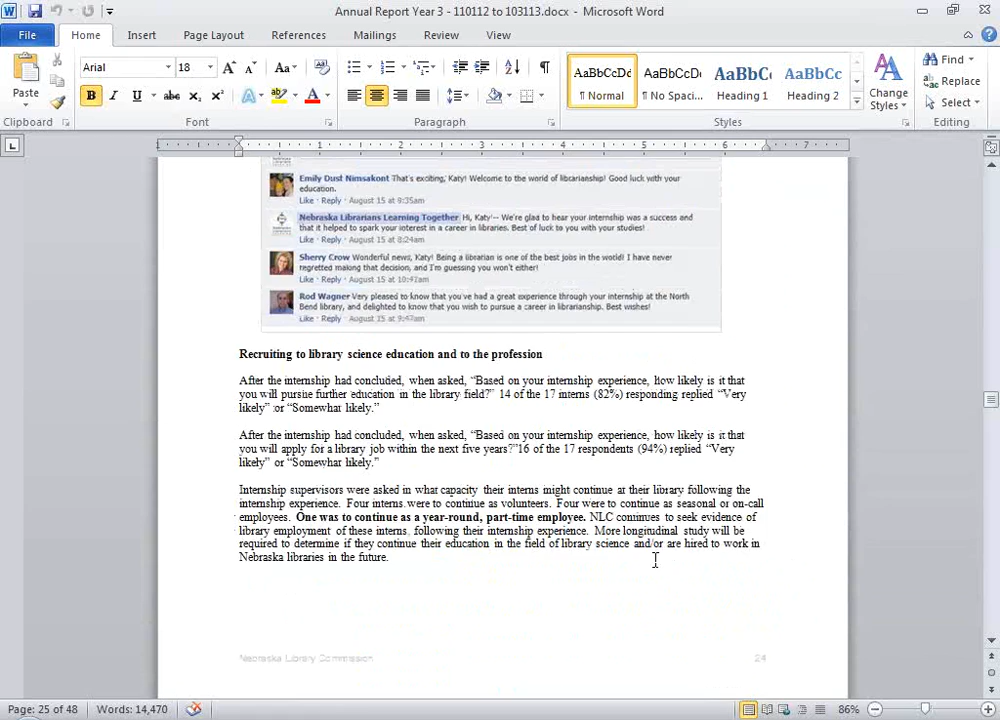 Annual Report Year 3 - 110112 to 103113.docx - Microsoft Word
File Home Insert Page Layout References Mailings Review View
Arial 18
Paste
Clipboard Font Paragraph Styles Editing
AaBbCcDd ¶ Normal
AaBbCcDd ¶ No Spaci...
AaBbC Heading 1
AaBbCc Heading 2
Change Styles
Find
Replace
Select
1 1 2 3 4 5 6 7
Emily Dust Nimsakont That's exciting, Katy! Welcome to the world of librarianship! Good luck with your
education.
Like · Reply · August 15 at 9:35am
Nebraska Librarians Learning Together Hi, Katy!-- We're glad to hear your internship was a success and
that it helped to spark your interest in a career in libraries. Best of luck to you with your studies!
Like · Reply · August 15 at 8:24am
Sherry Crow Wonderful news, Katy! Being a librarian is one of the best jobs in the world! I have never
regretted making that decision, and I'm guessing you won't either!
Like · Reply · August 15 at
Rod Wagner Very pleased to know that you've had a great experience through your internship at the North
Bend library, and delighted to know that you wish to pursue a career in librarianship. Best wishes!
Like · Reply · August 15 at
Recruiting to library science education and to the profession
After the internship had concluded, when asked, “Based on your internship experience, how likely is it that
you will pursue further education in the library field?” 14 of the 17 interns (82%) responding replied “Very
likely” or “Somewhat likely.”
After the internship had concluded, when asked, “Based on your internship experience, how likely is it that
you will apply for a library job within the next five years?”16 of the 17 respondents (94%) replied “Very
likely” or “Somewhat likely.”
Internship supervisors were asked in what capacity their interns might continue at their library following the
internship experience. Four interns were to continue as volunteers. Four were to continue as seasonal or on-call
employees. One was to continue as a year-round, part-time employee. NLC continues to seek evidence of
library employment of these interns following their internship experience. More longitudinal study will be
required to determine if they continue their education in the field of library science and/or are hired to work in
Nebraska libraries in the future.
Nebraska Library Commission 24
Page: 25 of 48 Words: 14,470 86%